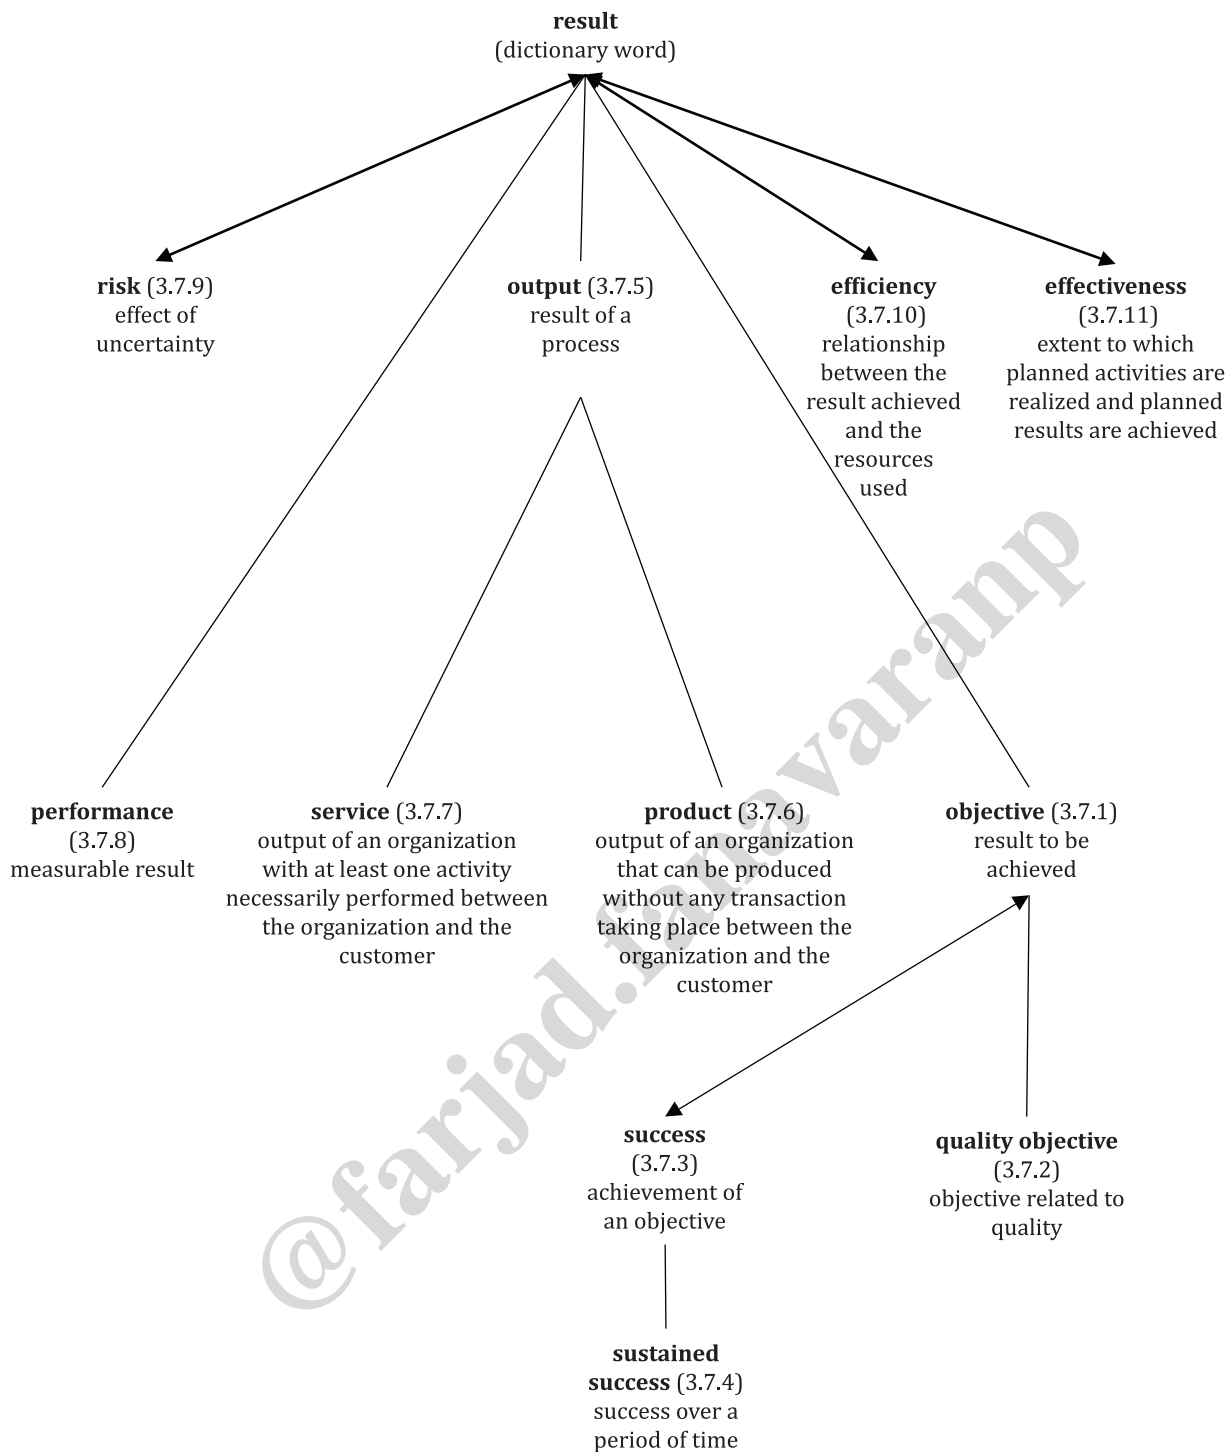 result
(dictionary word)
risk (3.7.9)
effect of
uncertainty
output (3.7.5)
result of a
process
efficiency
(3.7.10)
relationship
between the
result achieved
and the
resources
used
effectiveness
(3.7.11)
extent to which
planned activities are
realized and planned
results are achieved
performance
(3.7.8)
measurable result
service (3.7.7)
output of an organization
with at least one activity
necessarily performed between
the organization and the
customer
product (3.7.6)
output of an organization
that can be produced
without any transaction
taking place between the
organization and the
customer
objective (3.7.1)
result to be
achieved
success
(3.7.3)
achievement of
an objective
quality objective
(3.7.2)
objective related to
quality
sustained
success (3.7.4)
success over a
period of time
@farjad.fanavaranp